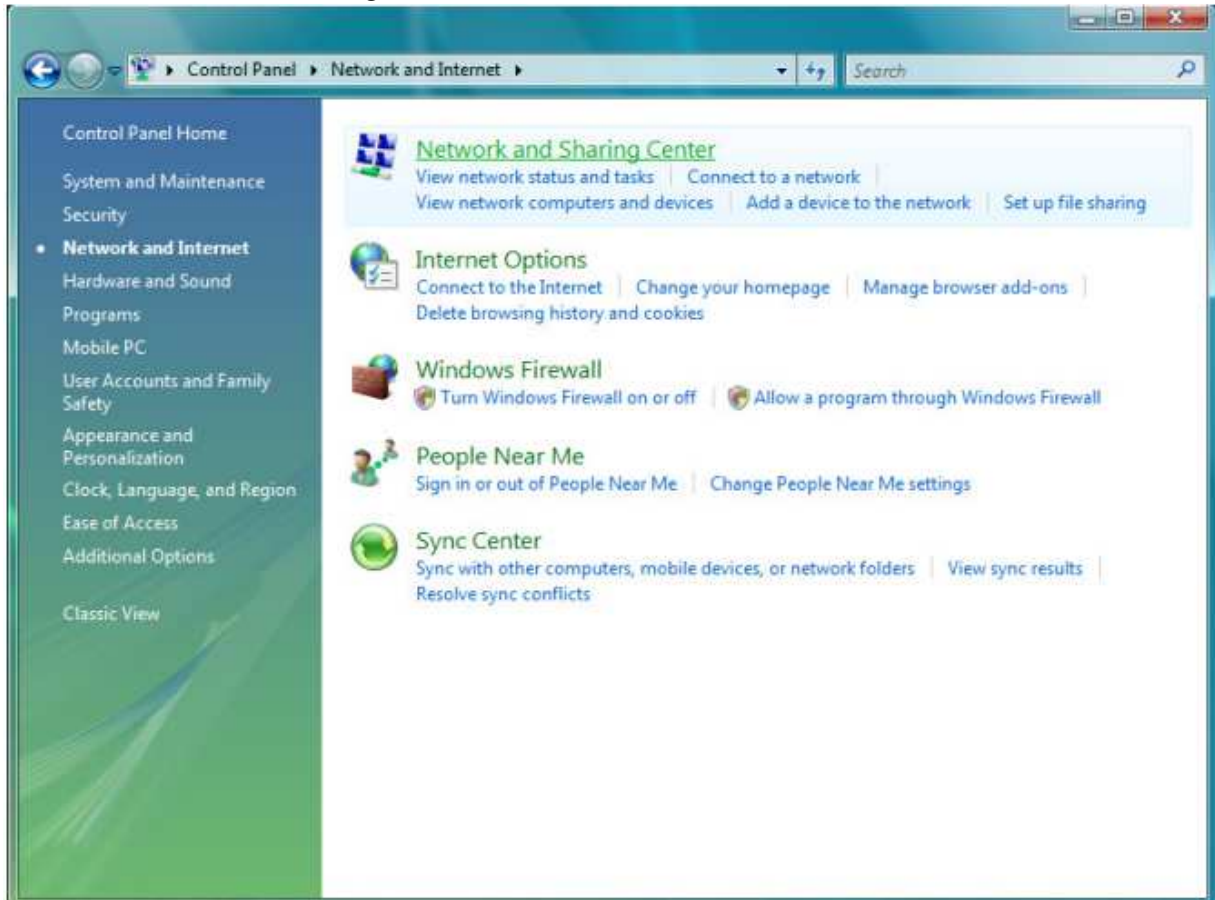 Control Panel Network and Internet Search
Control Panel Home
System and Maintenance
Security
Network and Internet
Hardware and Sound
Programs
Mobile PC
User Accounts and Family
Safety
Appearance and
Personalization
Clock, Language, and Region
Ease of Access
Additional Options
Classic View
Network and Sharing Center
View network status and tasks Connect to a network
View network computers and devices Add a device to the network Set up file sharing
Internet Options
Connect to the Internet Change your homepage Manage browser add-ons
Delete browsing history and cookies
Windows Firewall
Turn Windows Firewall on or off Allow a program through Windows Firewall
People Near Me
Sign in or out of People Near Me Change People Near Me settings
Sync Center
Sync with other computers, mobile devices, or network folders View sync results
Resolve sync conflicts